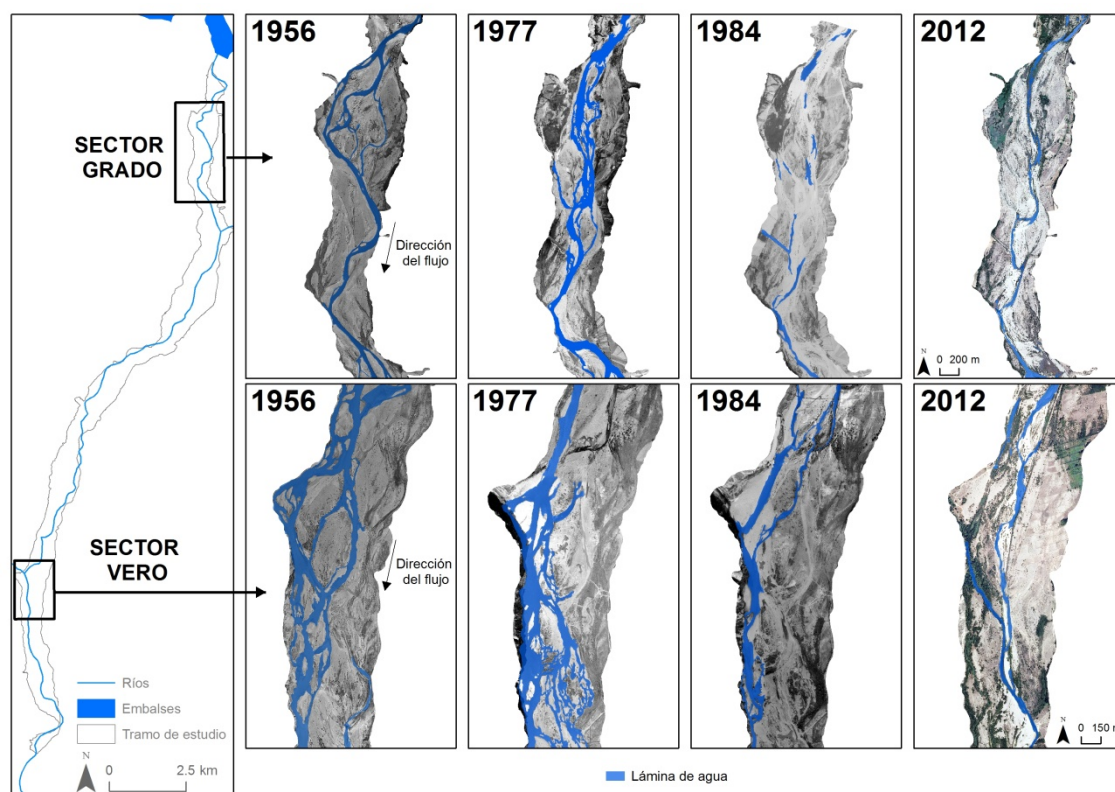 SECTOR
GRADO
SECTOR
VERO
Ríos
Embalses
Tramo de estudio
N
0 2.5 km
1956
Dirección
del flujo
1977
1984
2012
N
0 200 m
1956
Dirección
del flujo
1977
1984
2012
N
0 150 m
Lámina de agua